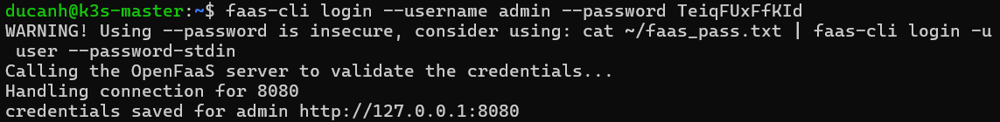 ducanh@k3s-master:~$ faas-cli login --username admin --password TeiqFUxFfKId
WARNING! Using --password is insecure, consider using: cat ~/faas_pass.txt | faas-cli login -u
 user --password-stdin
Calling the OpenFaaS server to validate the credentials...
Handling connection for 8080
credentials saved for admin http://127.0.0.1:8080